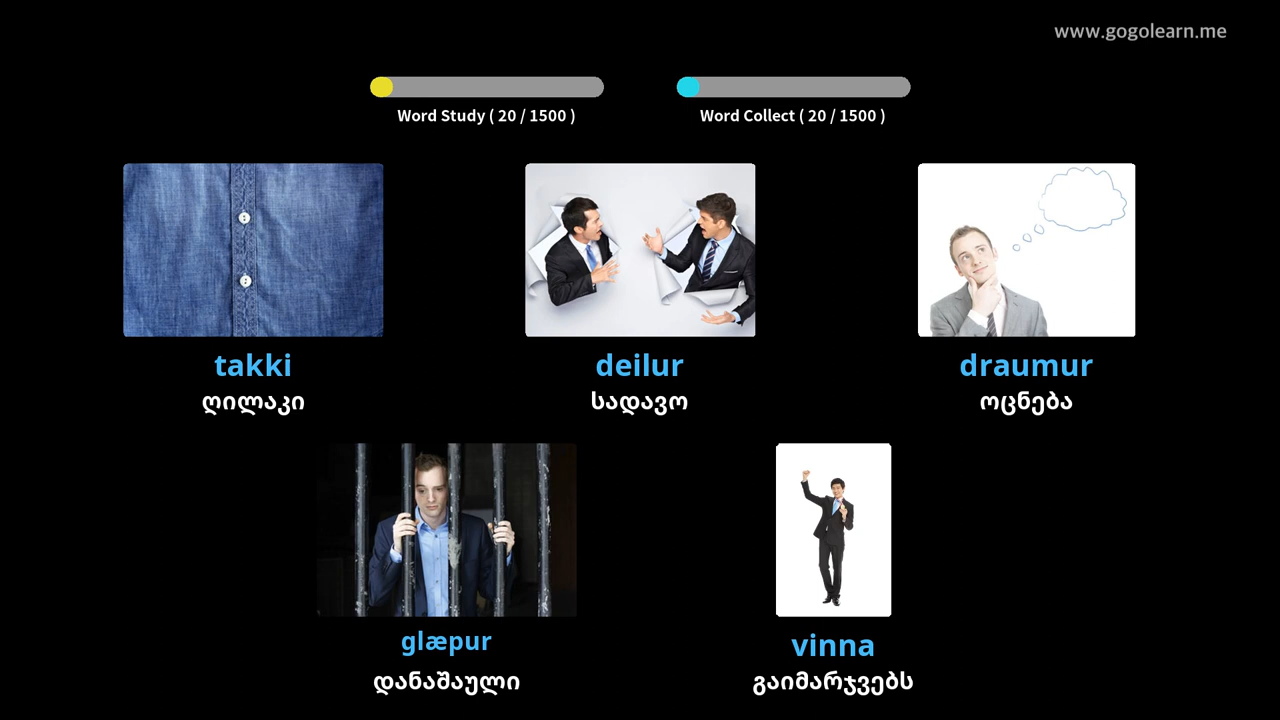 www.gogolearn.me
Word Study ( 20 / 1500 )
Word Collect ( 20 / 1500 )
takki
deilur
draumur
ღილაკი
სადავო
ოცნება
glæpur
vinna
დანაშაული
გაიმარჯვებს